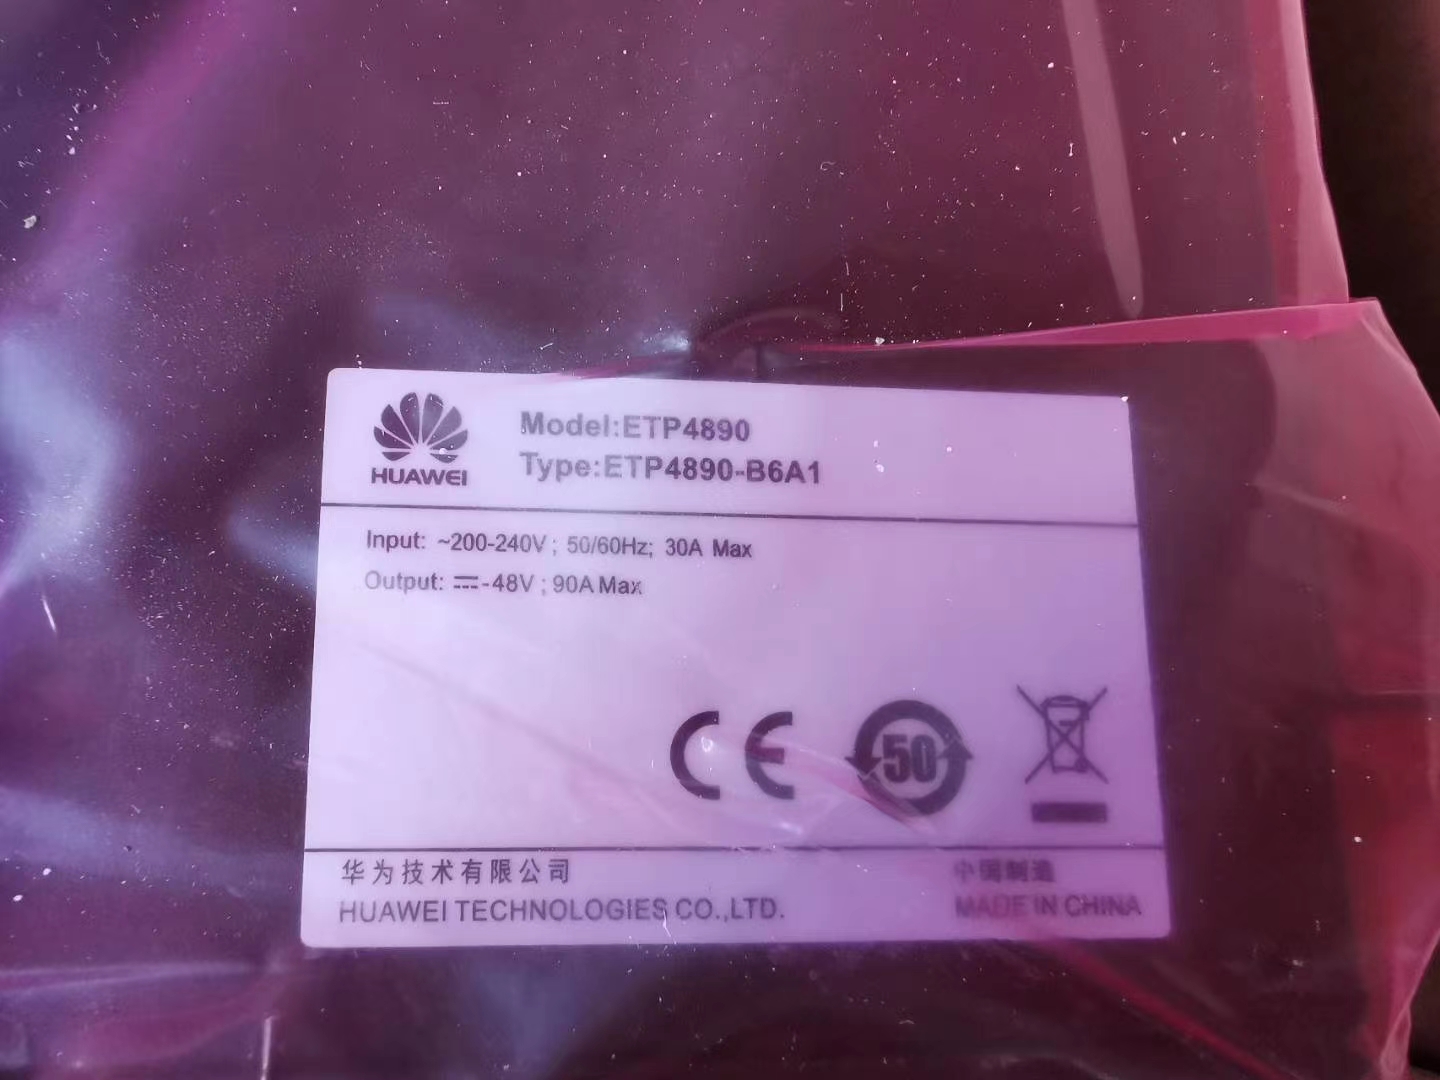 HUAWEI
Model:ETP4890
Type:ETP4890-B6A1
Input: ~200-240V; 50/60Hz; 30A Max
Output: ⎓-48V; 90A Max
CE
50
华为技术有限公司
HUAWEI TECHNOLOGIES CO.,LTD.
中国制造
MADE IN CHINA